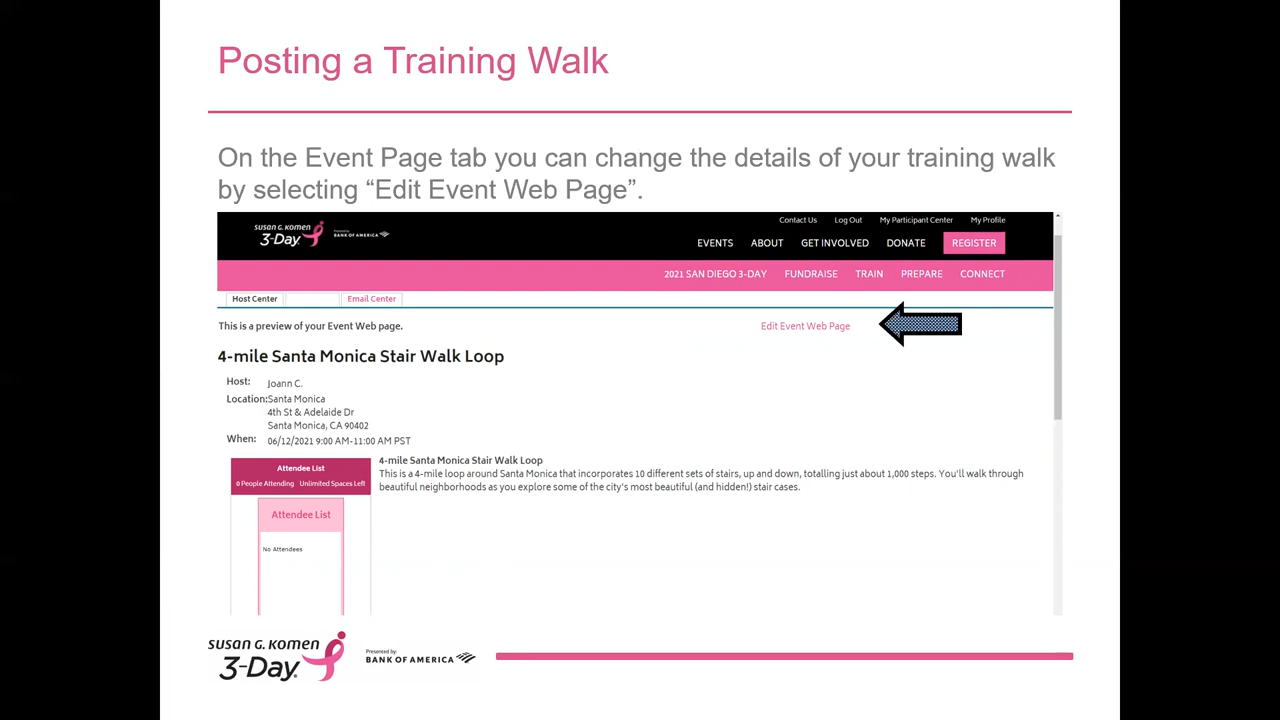 Posting a Training Walk
On the Event Page tab you can change the details of your training walk
by selecting “Edit Event Web Page”.
Contact Us Log Out My Participant Center My Profile
SUSAN G. KOMEN
3-Day
Presented by:
BANK OF AMERICA
EVENTS ABOUT GET INVOLVED DONATE REGISTER
2021 SAN DIEGO 3-DAY FUNDRAISE TRAIN PREPARE CONNECT
Host Center Email Center
This is a preview of your Event Web page. Edit Event Web Page
4-mile Santa Monica Stair Walk Loop
Host: Joann C.
Location: Santa Monica
4th St & Adelaide Dr
Santa Monica, CA 90402
When: 06/12/2021 9:00 AM-11:00 AM PST
Attendee List
0 People Attending Unlimited Spaces Left
Attendee List
No Attendees
4-mile Santa Monica Stair Walk Loop
This is a 4-mile loop around Santa Monica that incorporates 10 different sets of stairs, up and down, totalling just about 1,000 steps. You'll walk through
beautiful neighborhoods as you explore some of the city's most beautiful (and hidden!) stair cases.
SUSAN G. KOMEN
3-Day.
Presented by:
BANK OF AMERICA